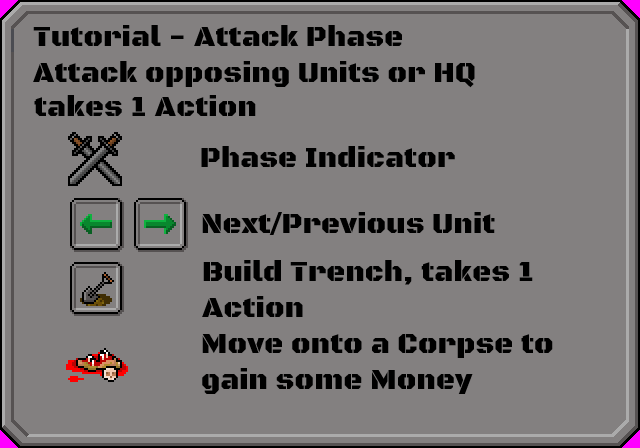 Tutorial - Attack Phase
Attack opposing Units or HQ
takes 1 Action
Phase Indicator
Next/Previous Unit
Build Trench, takes 1
Action
Move onto a Corpse to
gain some Money